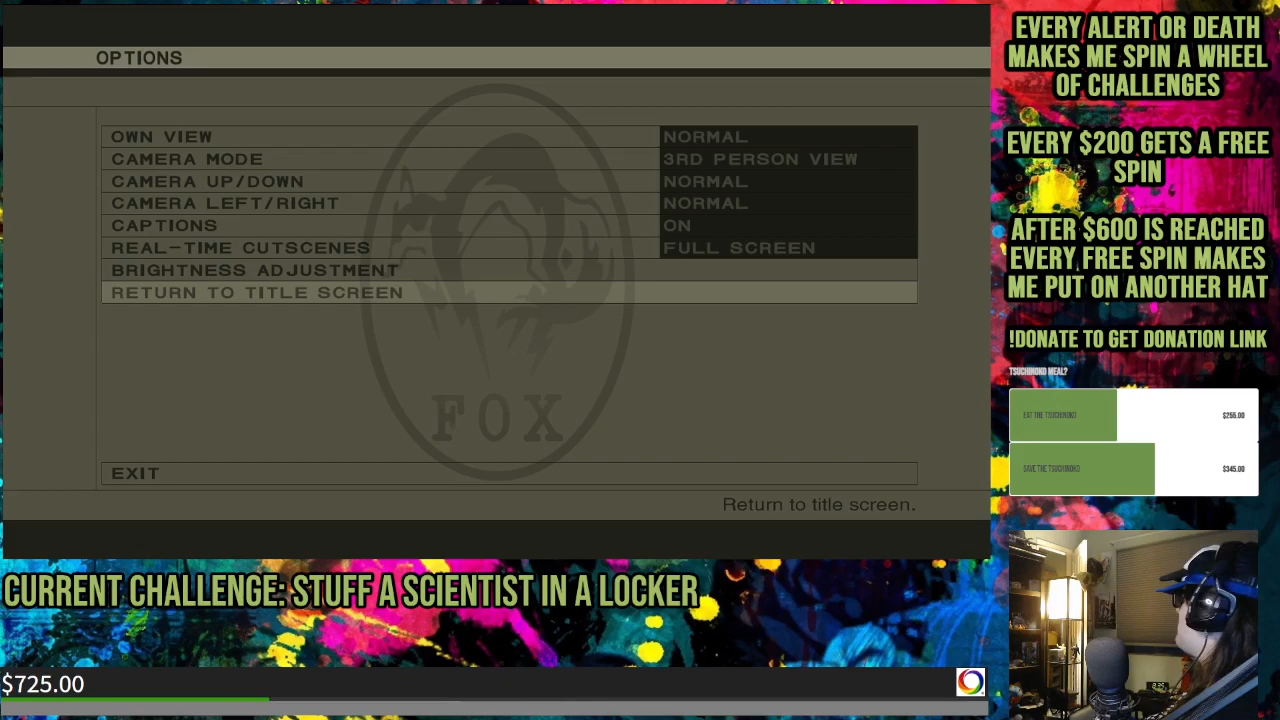 OPTIONS
OWN VIEW NORMAL
CAMERA MODE 3RD PERSON VIEW
CAMERA UP/DOWN NORMAL
CAMERA LEFT/RIGHT NORMAL
CAPTIONS ON
REAL-TIME CUTSCENES FULL SCREEN
BRIGHTNESS ADJUSTMENT
RETURN TO TITLE SCREEN
FOX
EXIT
Return to title screen.
EVERY ALERT OR DEATH
MAKES ME SPIN A WHEEL
OF CHALLENGES
EVERY $200 GETS A FREE
SPIN
AFTER $600 IS REACHED
EVERY FREE SPIN MAKES
ME PUT ON ANOTHER HAT
!DONATE TO GET DONATION LINK
TSUCHINOKO MEAL?
EAT THE TSUCHINOKO $255.00
SAVE THE TSUCHINOKO $345.00
CURRENT CHALLENGE: STUFF A SCIENTIST IN A LOCKER
$725.00